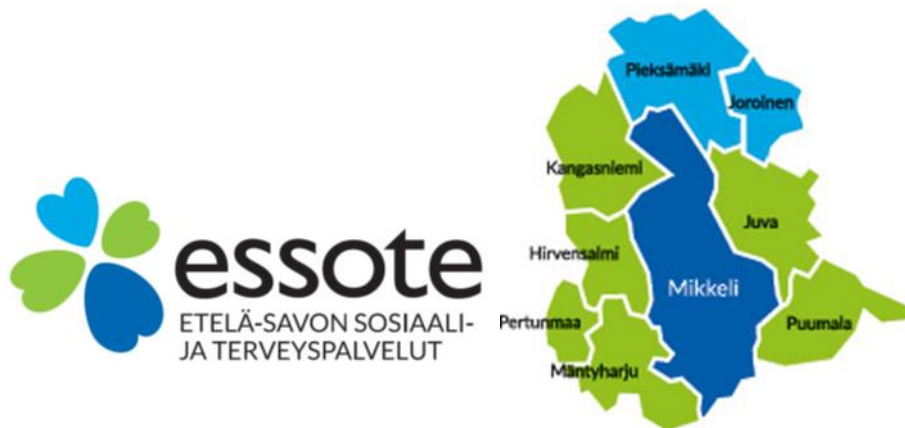 essote
ETELÄ-SAVON SOSIAALI-
JA TERVEYSPALVELUT
Pieksämäki
Joroinen
Kangasniemi
Juva
Hirvensalmi
Mikkeli
Pertunmaa
Puumala
Mäntyharju